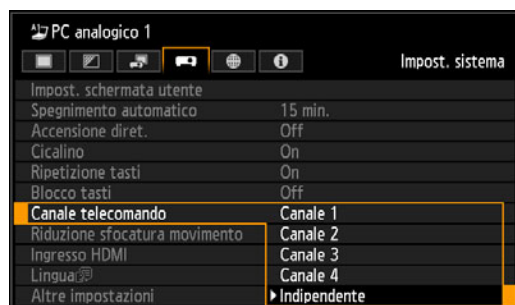 PC analogico 1
Impost. sistema
Impost. schermata utente
Spegnimento automatico 15 min.
Accensione diret. Off
Cicalino On
Ripetizione tasti On
Blocco tasti Off
Canale telecomando Canale 1
Riduzione sfocatura movimento Canale 2
Ingresso HDMI Canale 3
Lingua Canale 4
Altre impostazioni Indipendente